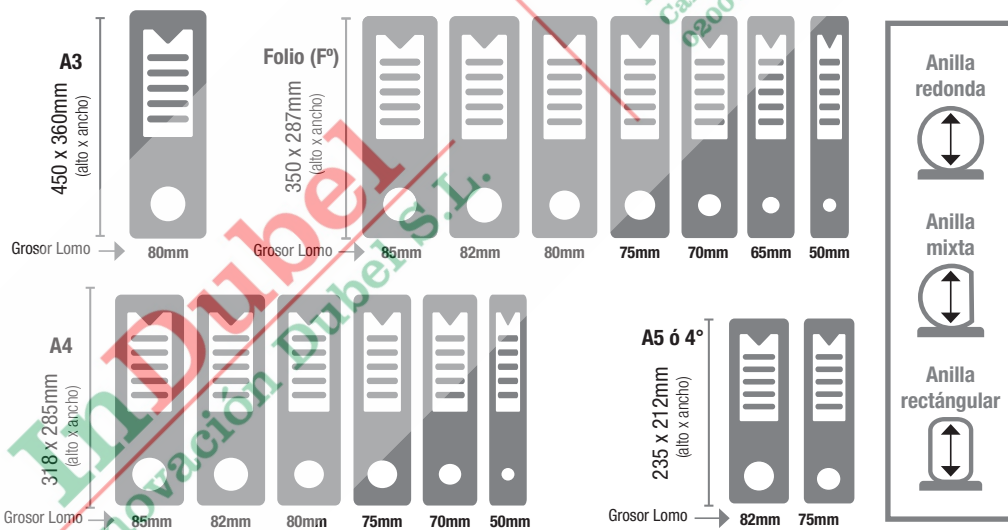 A3
450 x 360mm
(alto x ancho)
Grosor Lomo
80mm
Folio (Fº)
350 x 287mm
(alto x ancho)
Grosor Lomo
85mm
82mm
80mm
75mm
70mm
65mm
50mm
A4
318 x 285mm
(alto x ancho)
Grosor Lomo
85mm
82mm
80mm
75mm
70mm
50mm
A5 ó 4°
235 x 212mm
(alto x ancho)
Grosor Lomo
82mm
75mm
Anilla
redonda
Anilla
mixta
Anilla
rectángular
InDubel
Innovación Dubel S.L.